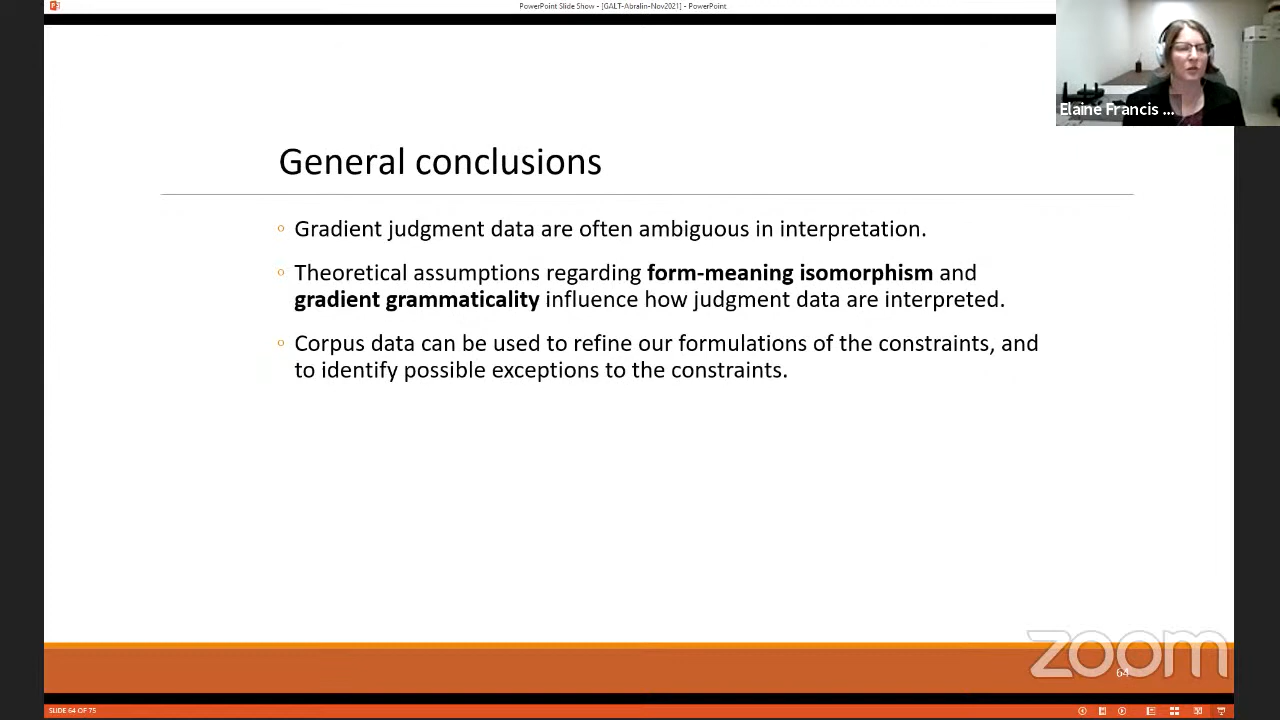 PowerPoint Slide Show - [GALT-Abralin-Nov2021] - PowerPoint
Elaine Francis ...
General conclusions
Gradient judgment data are often ambiguous in interpretation.
Theoretical assumptions regarding form-meaning isomorphism and
gradient grammaticality influence how judgment data are interpreted.
Corpus data can be used to refine our formulations of the constraints, and
to identify possible exceptions to the constraints.
zoom
64
SLIDE 64 OF 75